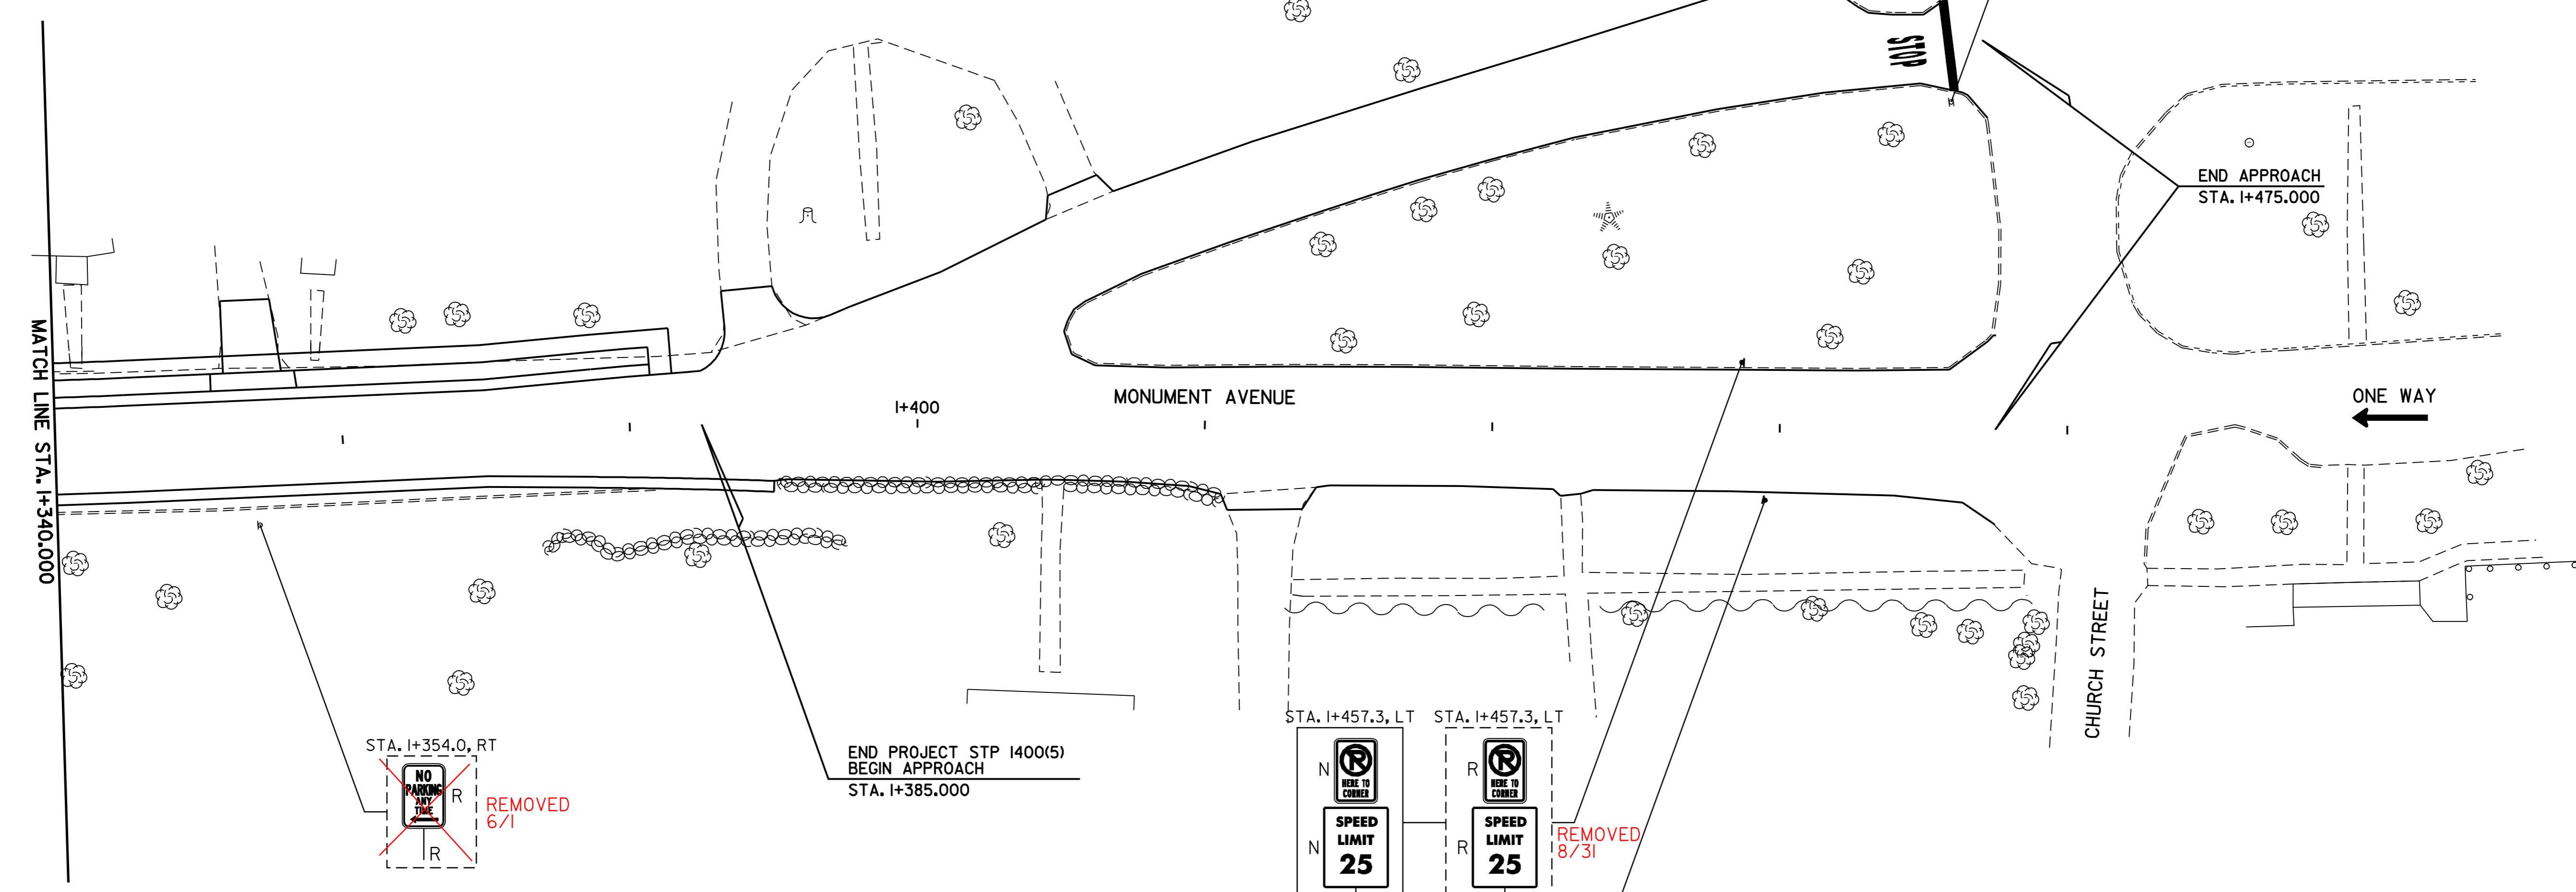 STOP
END APPROACH
STA. 1+475.000
MATCH LINE STA. 1+340.000
1+400
MONUMENT AVENUE
ONE WAY
CHURCH STREET
END PROJECT STP 1400(5)
BEGIN APPROACH
STA. 1+385.000
STA. 1+354.0, RT
NO
PARKING
ANY
TIME
R
R
REMOVED
6/1
STA. 1+457.3, LT
N
P
HERE TO
CORNER
N
SPEED
LIMIT
25
STA. 1+457.3, LT
R
P
HERE TO
CORNER
R
SPEED
LIMIT
25
REMOVED
8/31